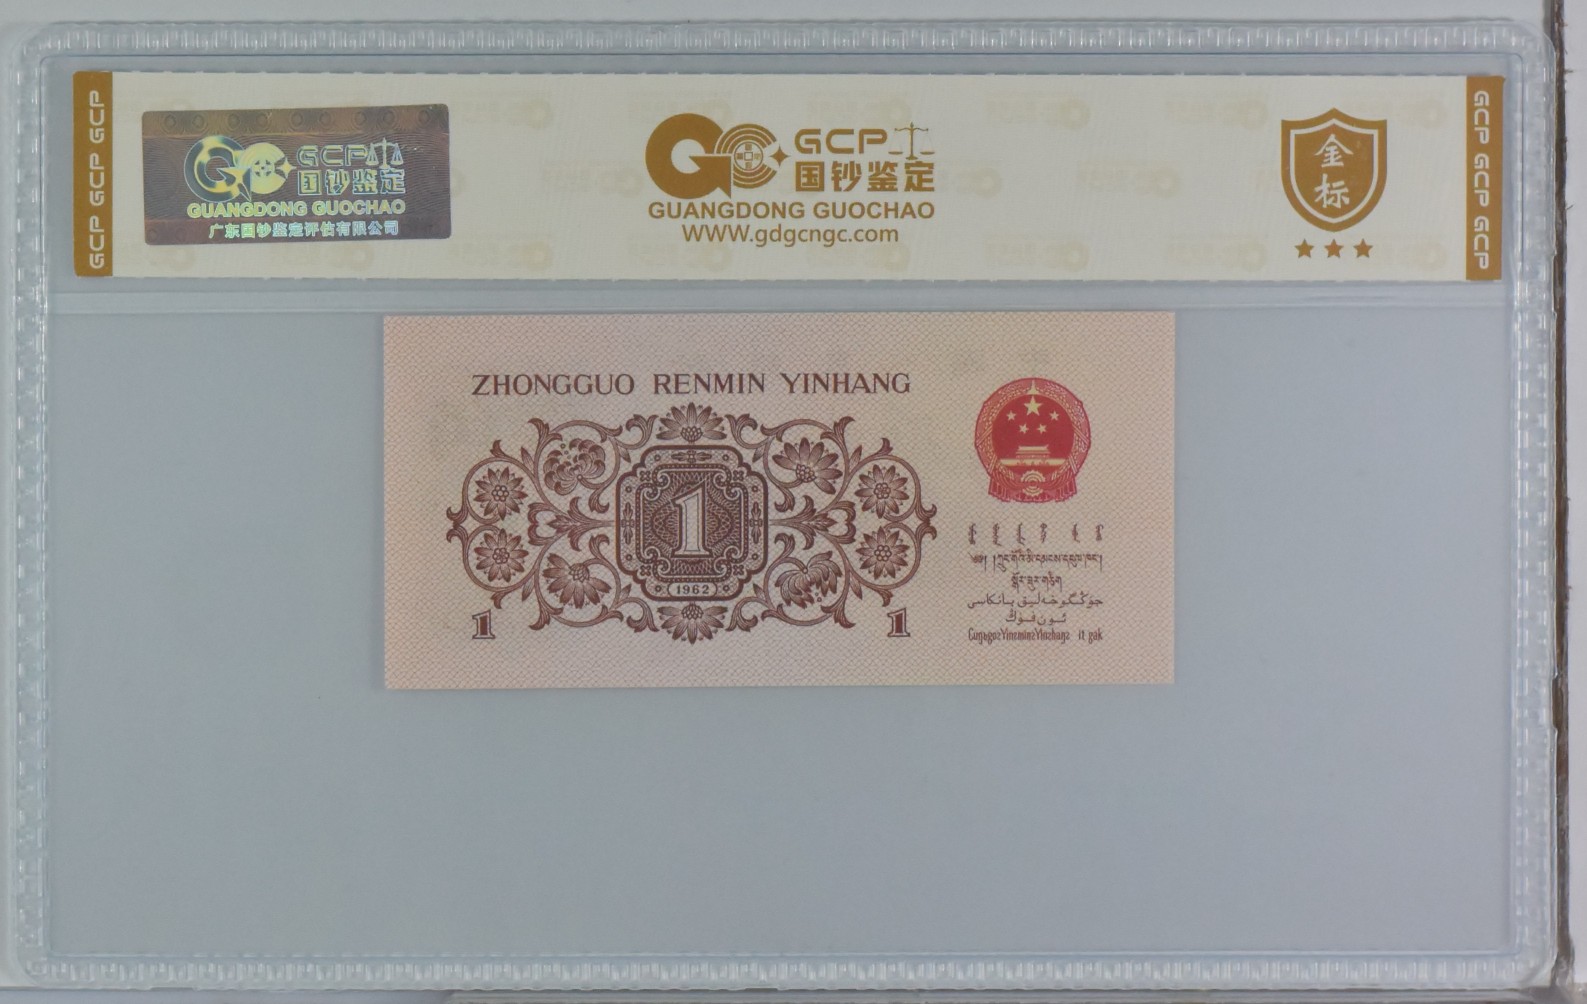 GCP GCP GCP
GCP
国钞鉴定
GUANGDONG GUOCHAO
广东国钞鉴定评估有限公司
GCP
国钞鉴定
GUANGDONG GUOCHAO
WWW.gdgcngc.com
金
标
GCP GCP GCP
ZHONGGUO RENMIN YINHANG
1
1962
1
1